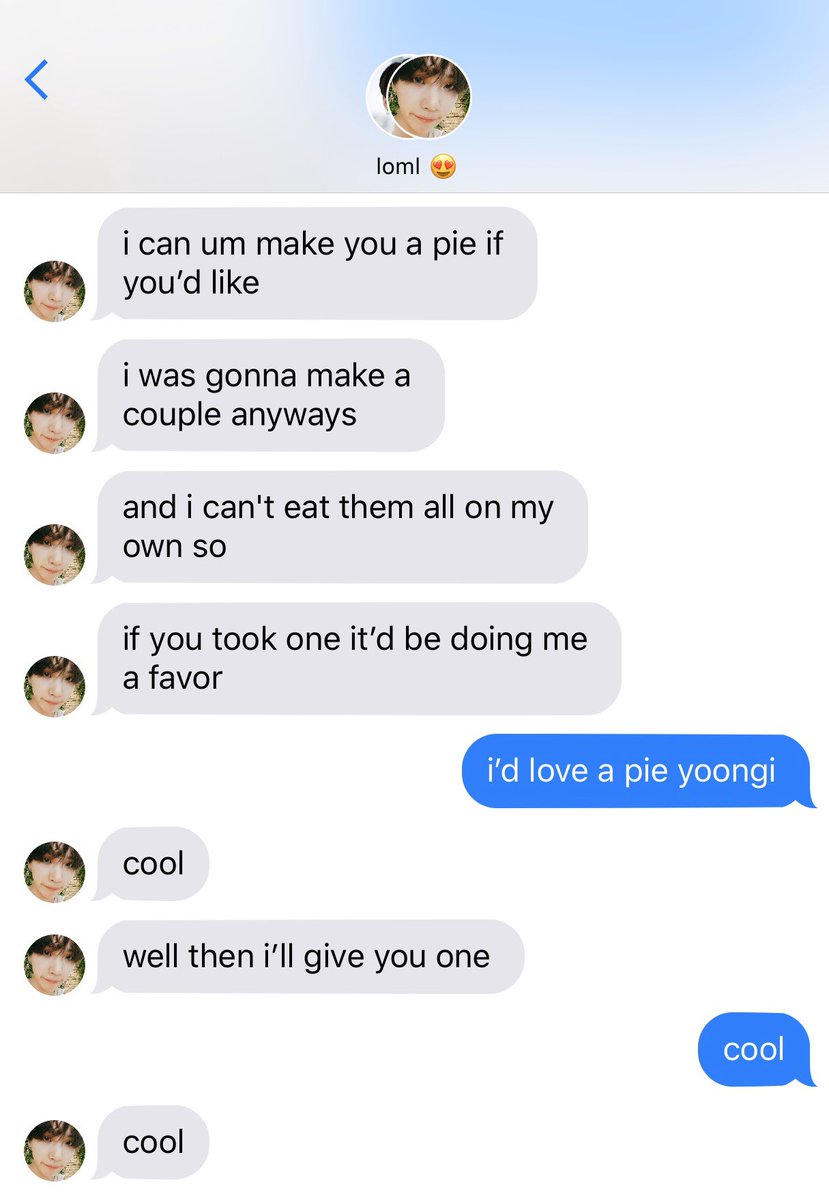 loml 😍
i can um make you a pie if
you’d like
i was gonna make a
couple anyways
and i can't eat them all on my
own so
if you took one it’d be doing me
a favor
i’d love a pie yoongi
cool
well then i’ll give you one
cool
cool